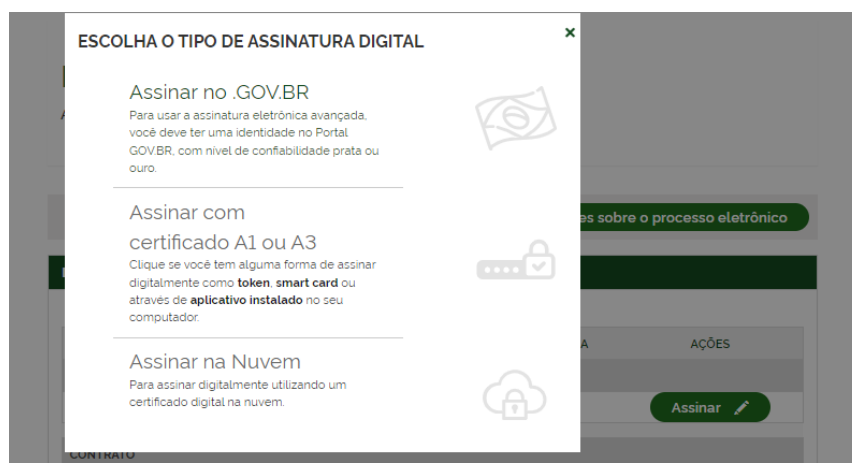 ESCOLHA O TIPO DE ASSINATURA DIGITAL
Assinar no .GOV.BR
Para usar a assinatura eletrônica avançada,
você deve ter uma identidade no Portal
GOV.BR, com nível de confiabilidade prata ou
ouro.
Assinar com
certificado A1 ou A3
Clique se você tem alguma forma de assinar
digitalmente como token, smart card ou
através de aplicativo instalado no seu
computador.
Assinar na Nuvem
Para assinar digitalmente utilizando um
certificado digital na nuvem.
sobre o processo eletrônico
AÇÕES
Assinar
CONTRATO